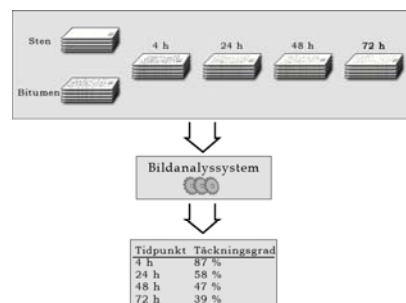 Sten
4 h 24 h 48 h 72 h
Bitumen
Bildanalyssystem
Tidpunkt Täckningsgrad
4 h 87 %
24 h 58 %
48 h 47 %
72 h 39 %